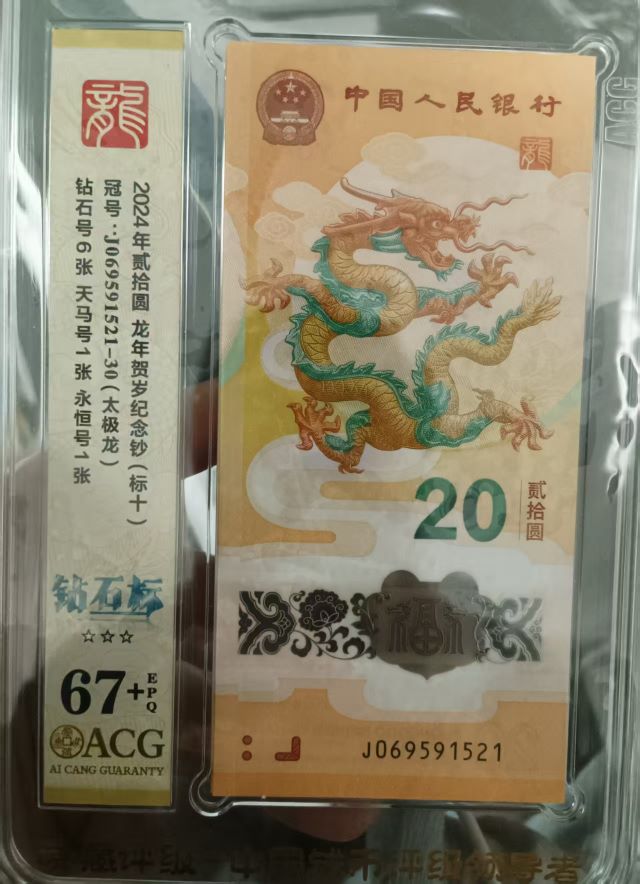 龍
2024年贰拾圆 龙年贺岁纪念钞(标十)
冠号:J069591521-30(太极龙)
钻石号6张 天马号1张 永恒号1张
钻石标
☆☆☆
67+EPQ
ACG
AI CANG GUARANTY
中国人民银行
龍
20
贰拾圆
福
J069591521
ACG